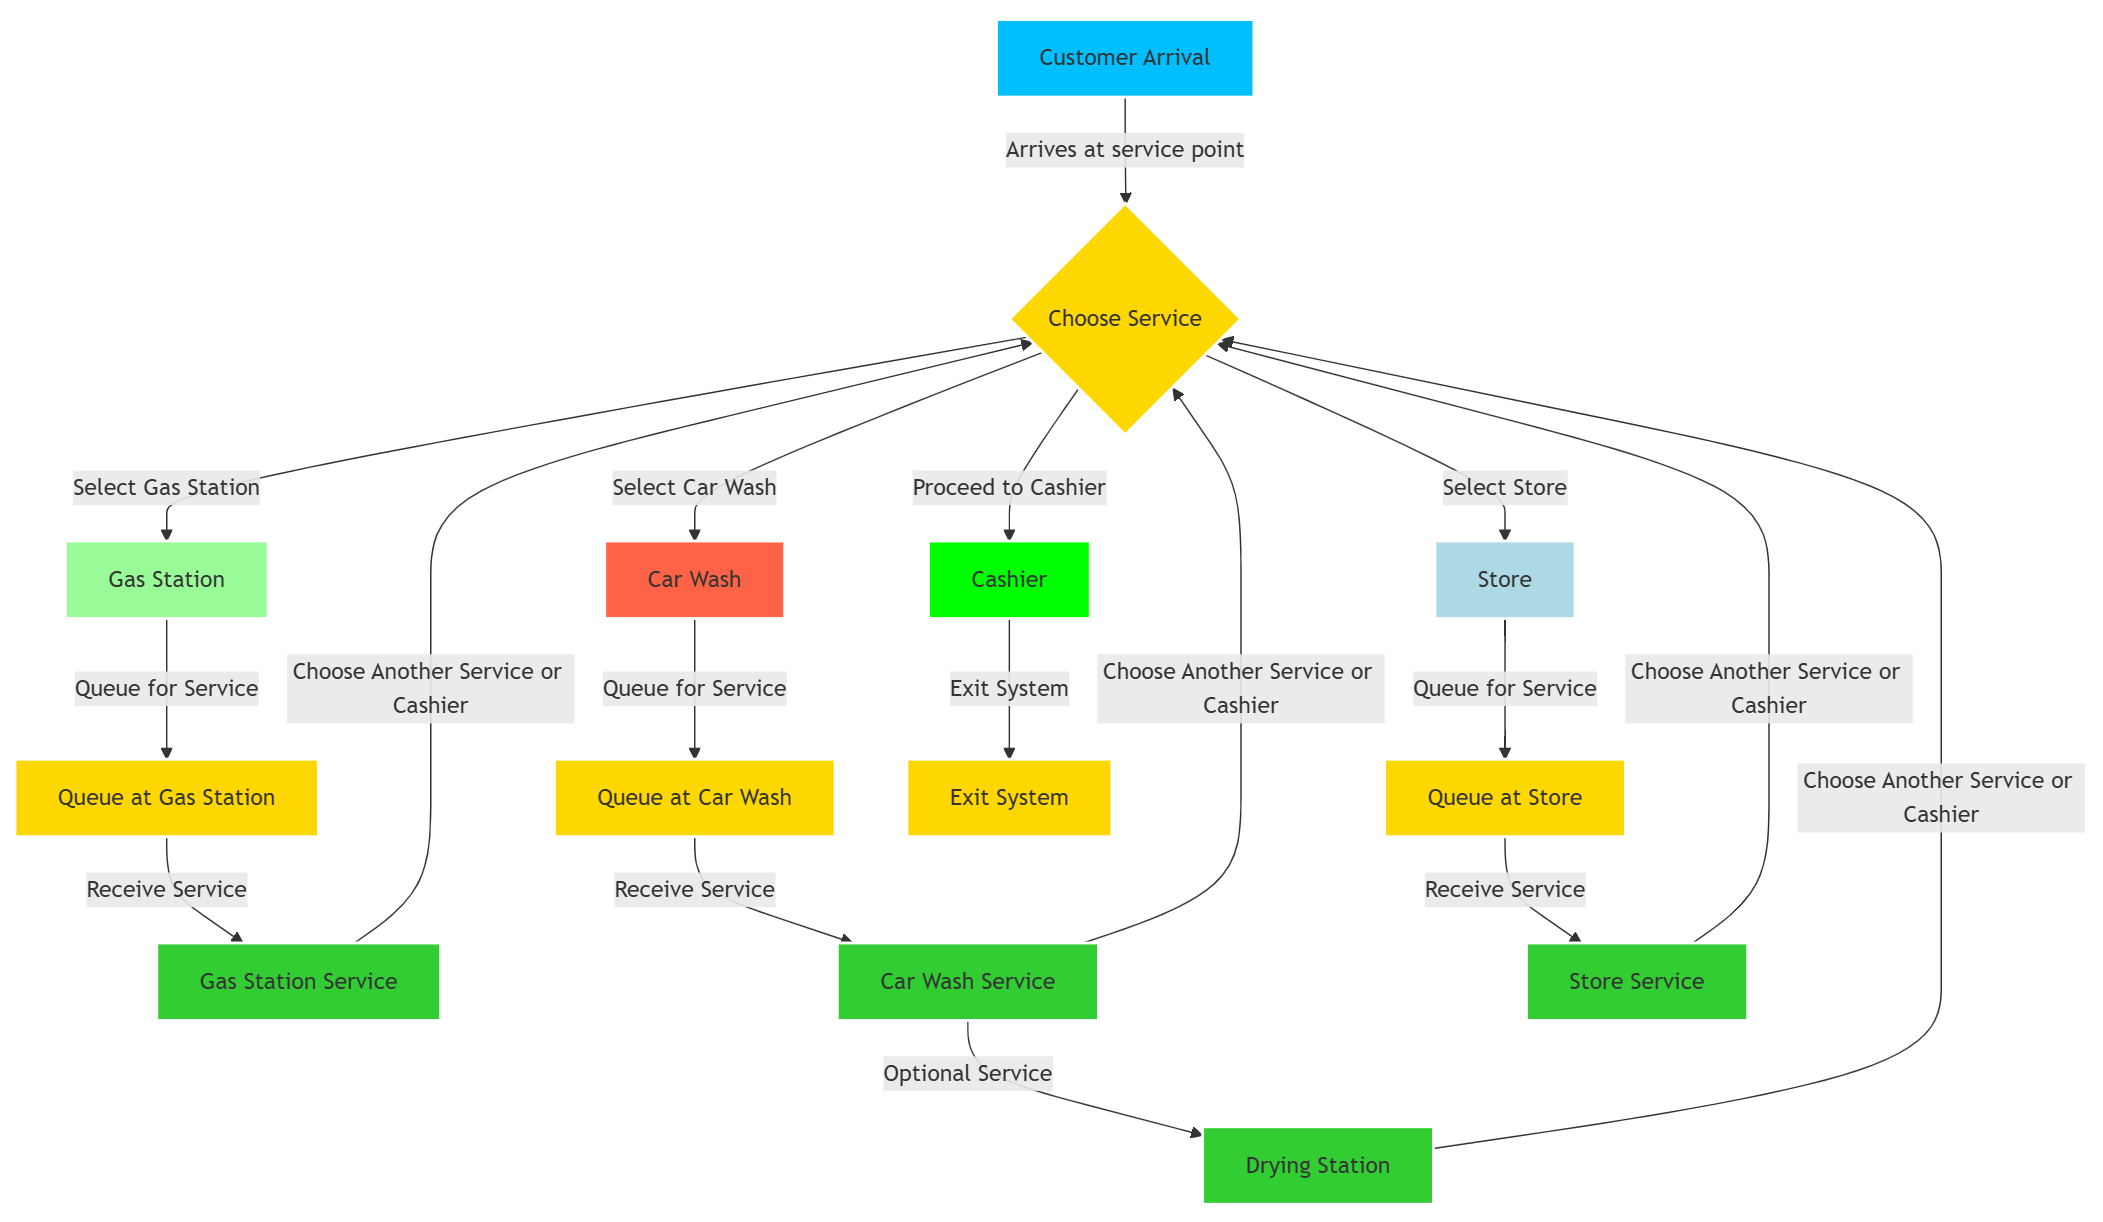 Customer Arrival
Arrives at service point
Choose Service
Select Gas Station
Select Car Wash
Proceed to Cashier
Select Store
Gas Station
Car Wash
Cashier
Store
Queue for Service
Choose Another Service or
Cashier
Queue for Service
Exit System
Choose Another Service or
Cashier
Queue for Service
Choose Another Service or
Cashier
Queue at Gas Station
Queue at Car Wash
Exit System
Queue at Store
Choose Another Service or
Cashier
Receive Service
Receive Service
Receive Service
Gas Station Service
Car Wash Service
Store Service
Optional Service
Drying Station